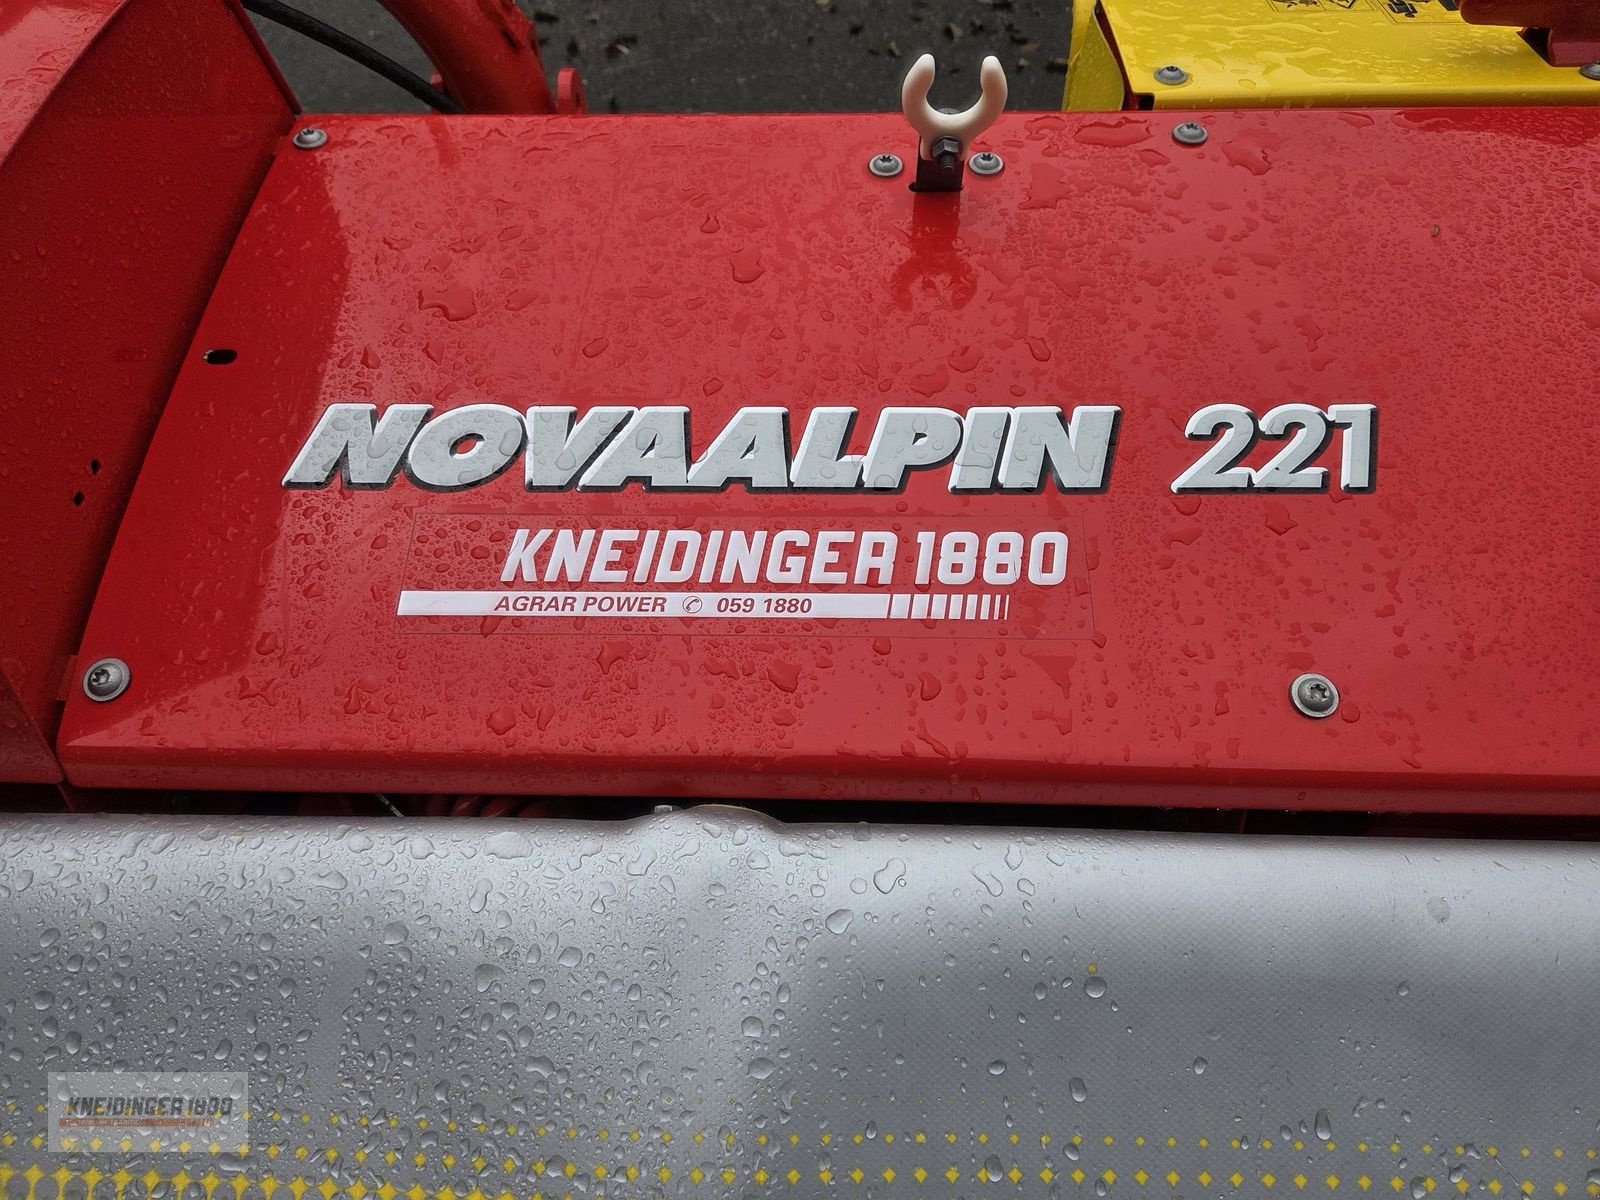 NOVAALPIN 221
KNEIDINGER 1880
AGRAR POWER ✆ 059 1880
KNEIDINGER 1880